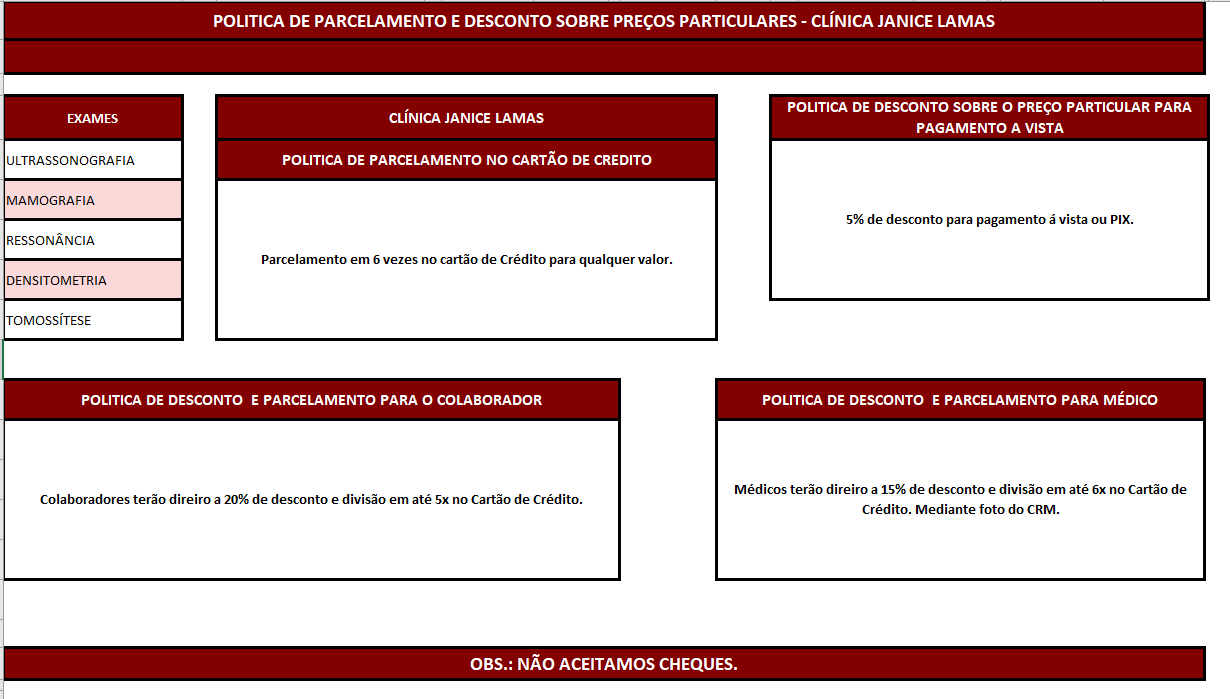 POLITICA DE PARCELAMENTO E DESCONTO SOBRE PREÇOS PARTICULARES - CLÍNICA JANICE LAMAS
EXAMES
ULTRASSONOGRAFIA
MAMOGRAFIA
RESSONÂNCIA
DENSITOMETRIA
TOMOSSÍTESE
CLÍNICA JANICE LAMAS
POLITICA DE PARCELAMENTO NO CARTÃO DE CREDITO
Parcelamento em 6 vezes no cartão de Crédito para qualquer valor.
POLITICA DE DESCONTO SOBRE O PREÇO PARTICULAR PARA
PAGAMENTO A VISTA
5% de desconto para pagamento á vista ou PIX.
POLITICA DE DESCONTO  E PARCELAMENTO PARA O COLABORADOR
Colaboradores terão direiro a 20% de desconto e divisão em até 5x no Cartão de Crédito.
POLITICA DE DESCONTO  E PARCELAMENTO PARA MÉDICO
Médicos terão direiro a 15% de desconto e divisão em até 6x no Cartão de
Crédito. Mediante foto do CRM.
OBS.: NÃO ACEITAMOS CHEQUES.